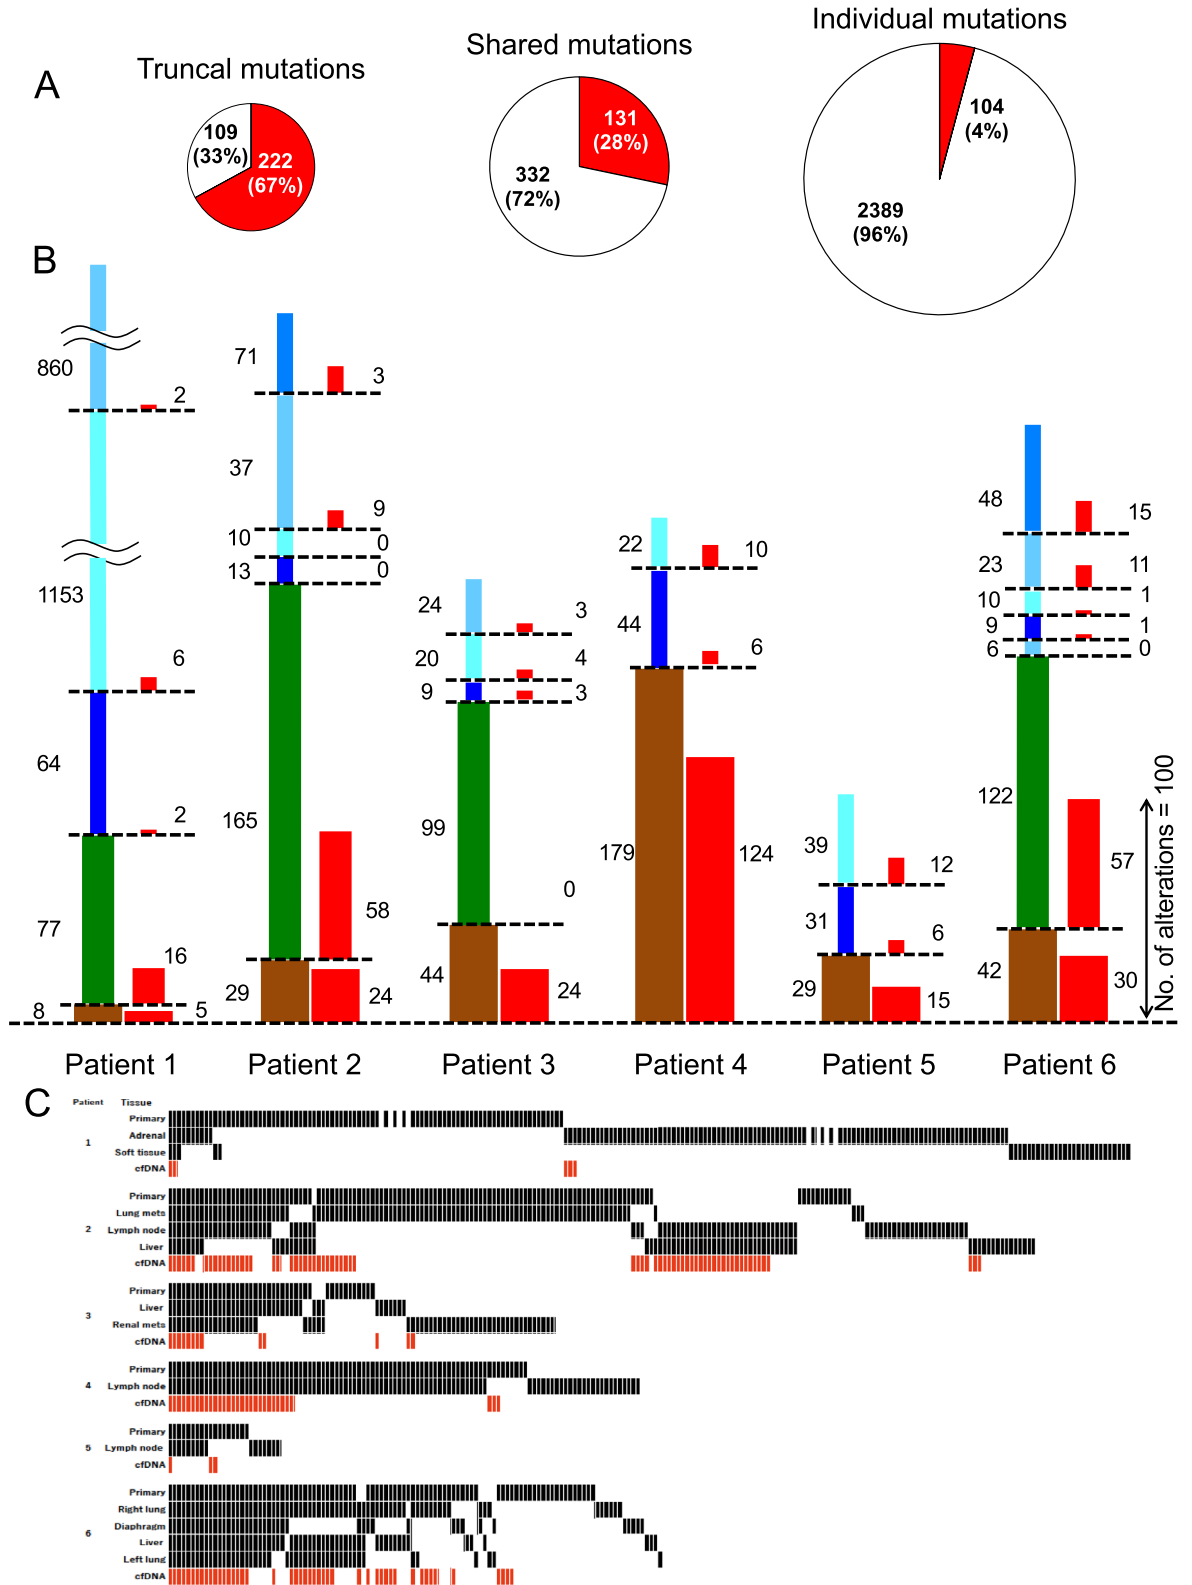 Individual mutations
Shared mutations
Truncal mutations
A
109
(33%)
222
(67%)
131
(28%)
332
(72%)
104
(4%)
2389
(96%)
B
860
2
1153
6
64
2
77
16
8
5
71
3
37
9
10
0
13
0
165
58
29
24
24
3
20
4
9
3
99
0
44
24
22
10
44
6
179
124
39
12
31
6
29
15
48
15
23
11
10
1
9
1
6
0
122
57
42
30
No. of alterations = 100
Patient 1
Patient 2
Patient 3
Patient 4
Patient 5
Patient 6
C
Patient Tissue
Primary
Adrenal
1
Soft tissue
cfDNA
Primary
Lung mets
2
Lymph node
Liver
cfDNA
Primary
Liver
3
Renal mets
cfDNA
Primary
4
Lymph node
cfDNA
Primary
5
Lymph node
cfDNA
Primary
Right lung
Diaphragm
6
Liver
Left lung
cfDNA